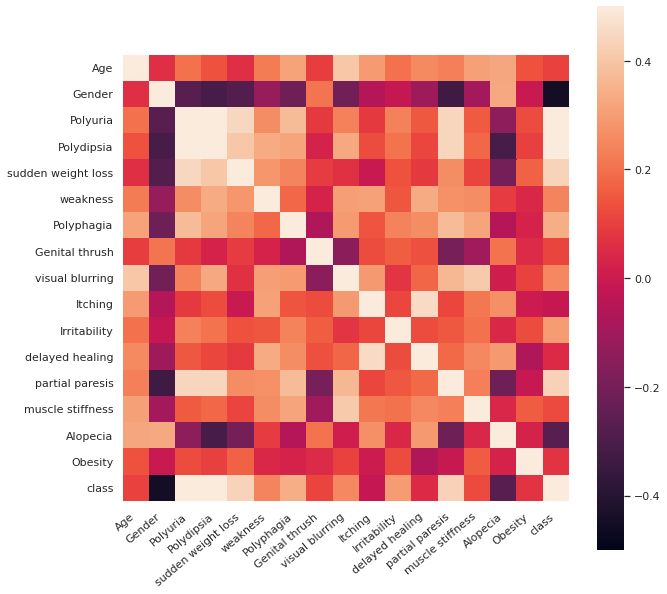 Age
Gender
Polyuria
Polydipsia
sudden weight loss
weakness
Polyphagia
Genital thrush
visual blurring
Itching
Irritability
delayed healing
partial paresis
muscle stiffness
Alopecia
Obesity
class
Age
Gender
Polyuria
Polydipsia
sudden weight loss
weakness
Polyphagia
Genital thrush
visual blurring
Itching
Irritability
delayed healing
partial paresis
muscle stiffness
Alopecia
Obesity
class
0.4
0.2
0.0
−0.2
−0.4